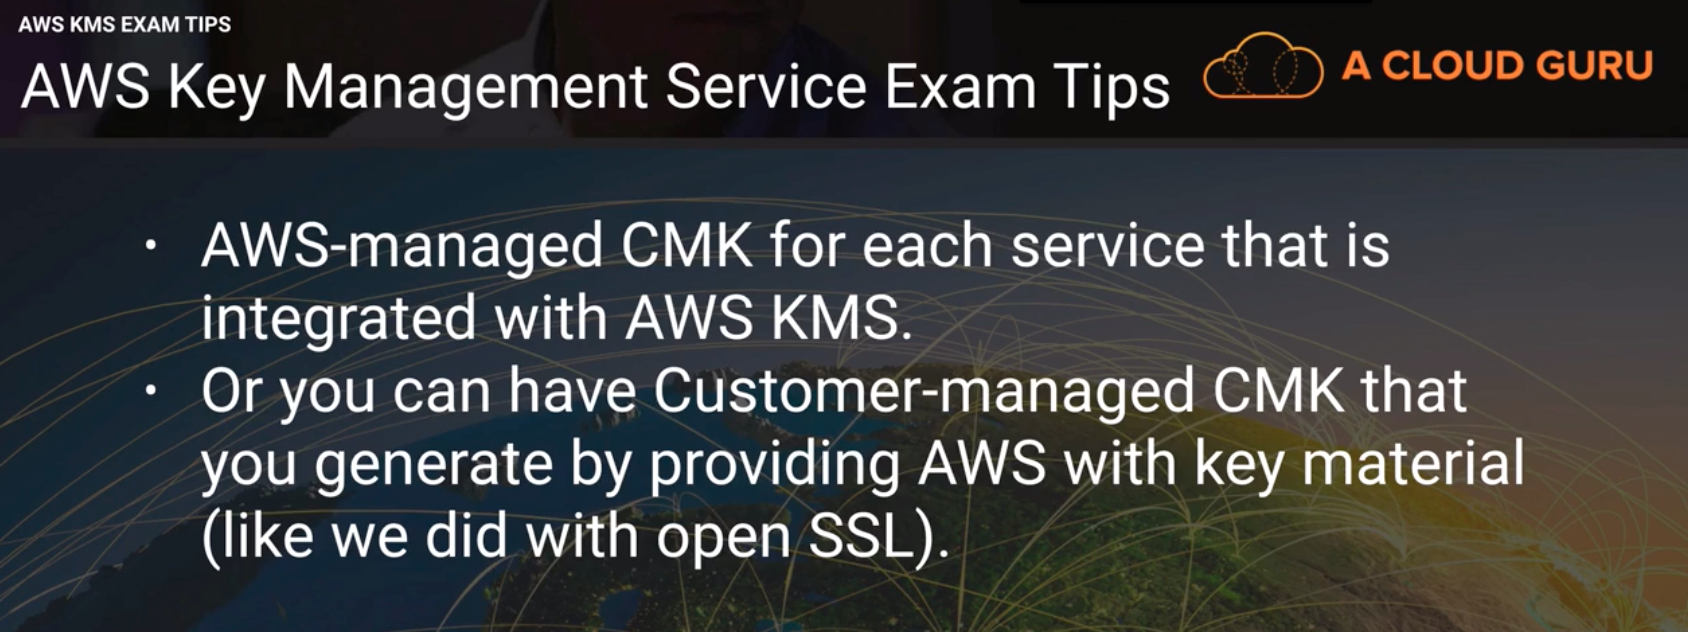 AWS KMS EXAM TIPS
AWS Key Management Service Exam Tips
A CLOUD GURU
· AWS-managed CMK for each service that is
integrated with AWS KMS.
· Or you can have Customer-managed CMK that
you generate by providing AWS with key material
(like we did with open SSL).